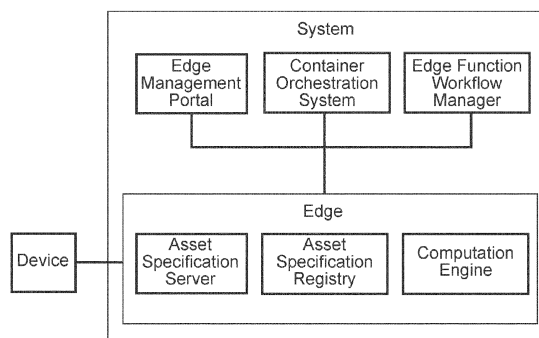 System
Edge
Management
Portal
Container
Orchestration
System
Edge Function
Workflow
Manager
Edge
Device
Asset
Specification
Server
Asset
Specification
Registry
Computation
Engine